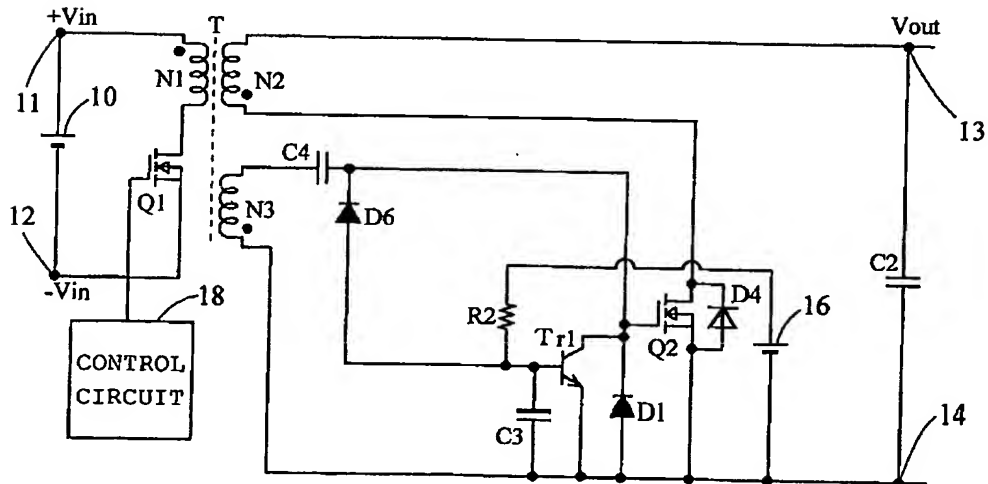 +Vin
T
Vout
11
10
N1
N2
13
C4
12
Q1
N3
D6
C2
-Vin
18
R2
Tr1
D4
16
Q2
CONTROL
CIRCUIT
C3
D1
14